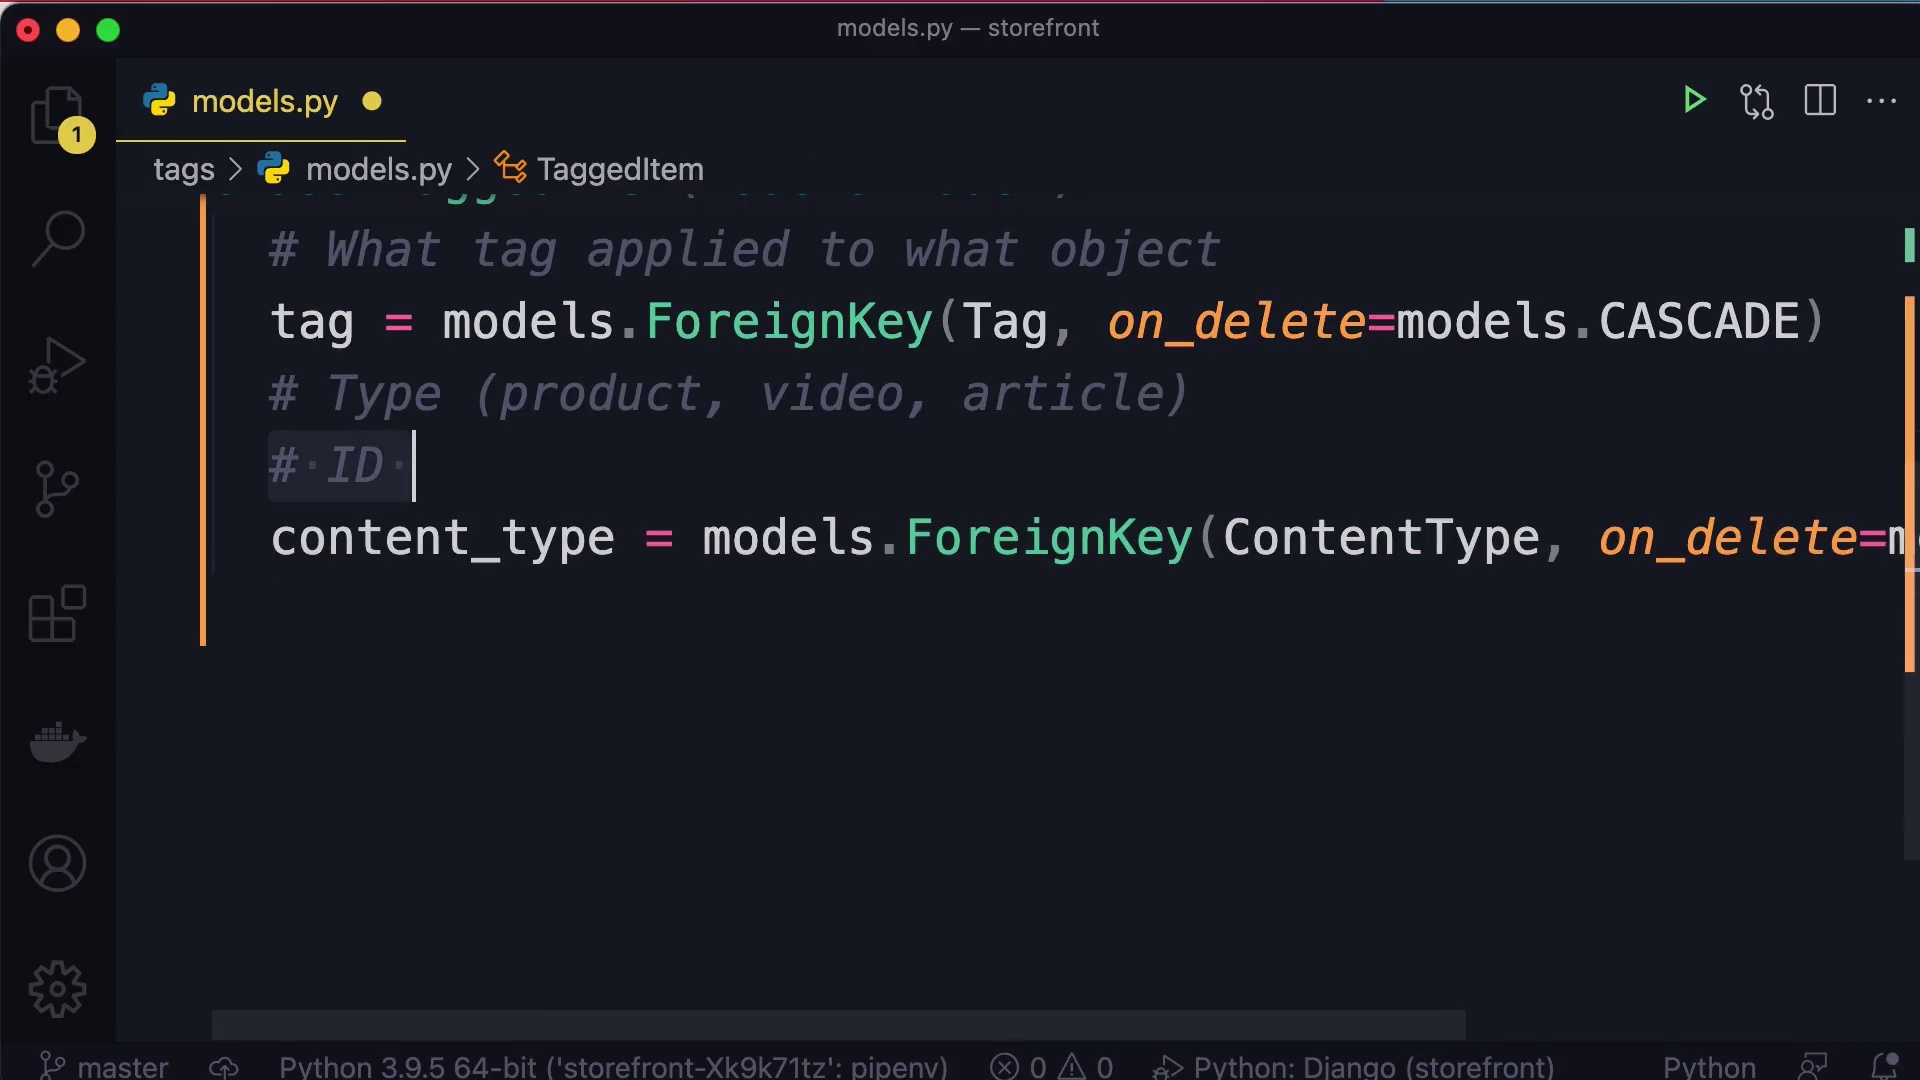 models.py — storefront
models.py
1
tags > models.py > TaggedItem
# What tag applied to what object
tag = models.ForeignKey(Tag, on_delete=models.CASCADE)
# Type (product, video, article)
# ID
content_type = models.ForeignKey(ContentType, on_delete=m
master Python 3.9.5 64-bit ('storefront-Xk9k71tz': pipenv) 0 0 Python: Django (storefront) Python